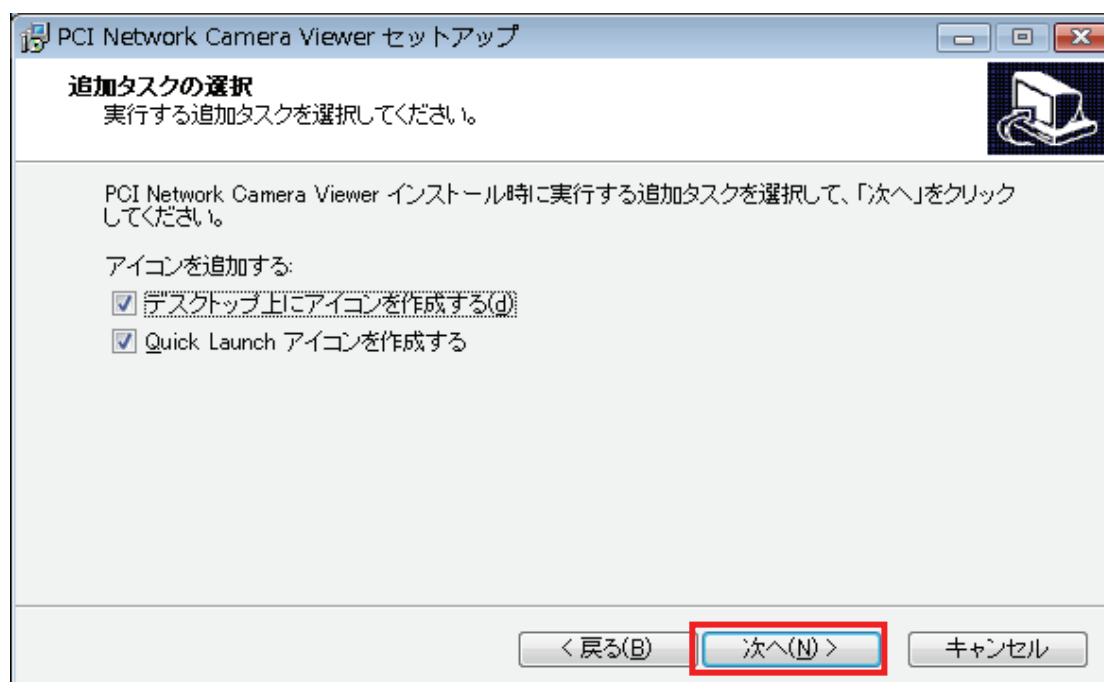 PCI Network Camera Viewer セットアップ
追加タスクの選択
実行する追加タスクを選択してください。
PCI Network Camera Viewer インストール時に実行する追加タスクを選択して、「次へ」をクリック
してください。
アイコンを追加する:
デスクトップ上にアイコンを作成する(d)
Quick Launch アイコンを作成する
< 戻る(B)
次へ(N) >
キャンセル